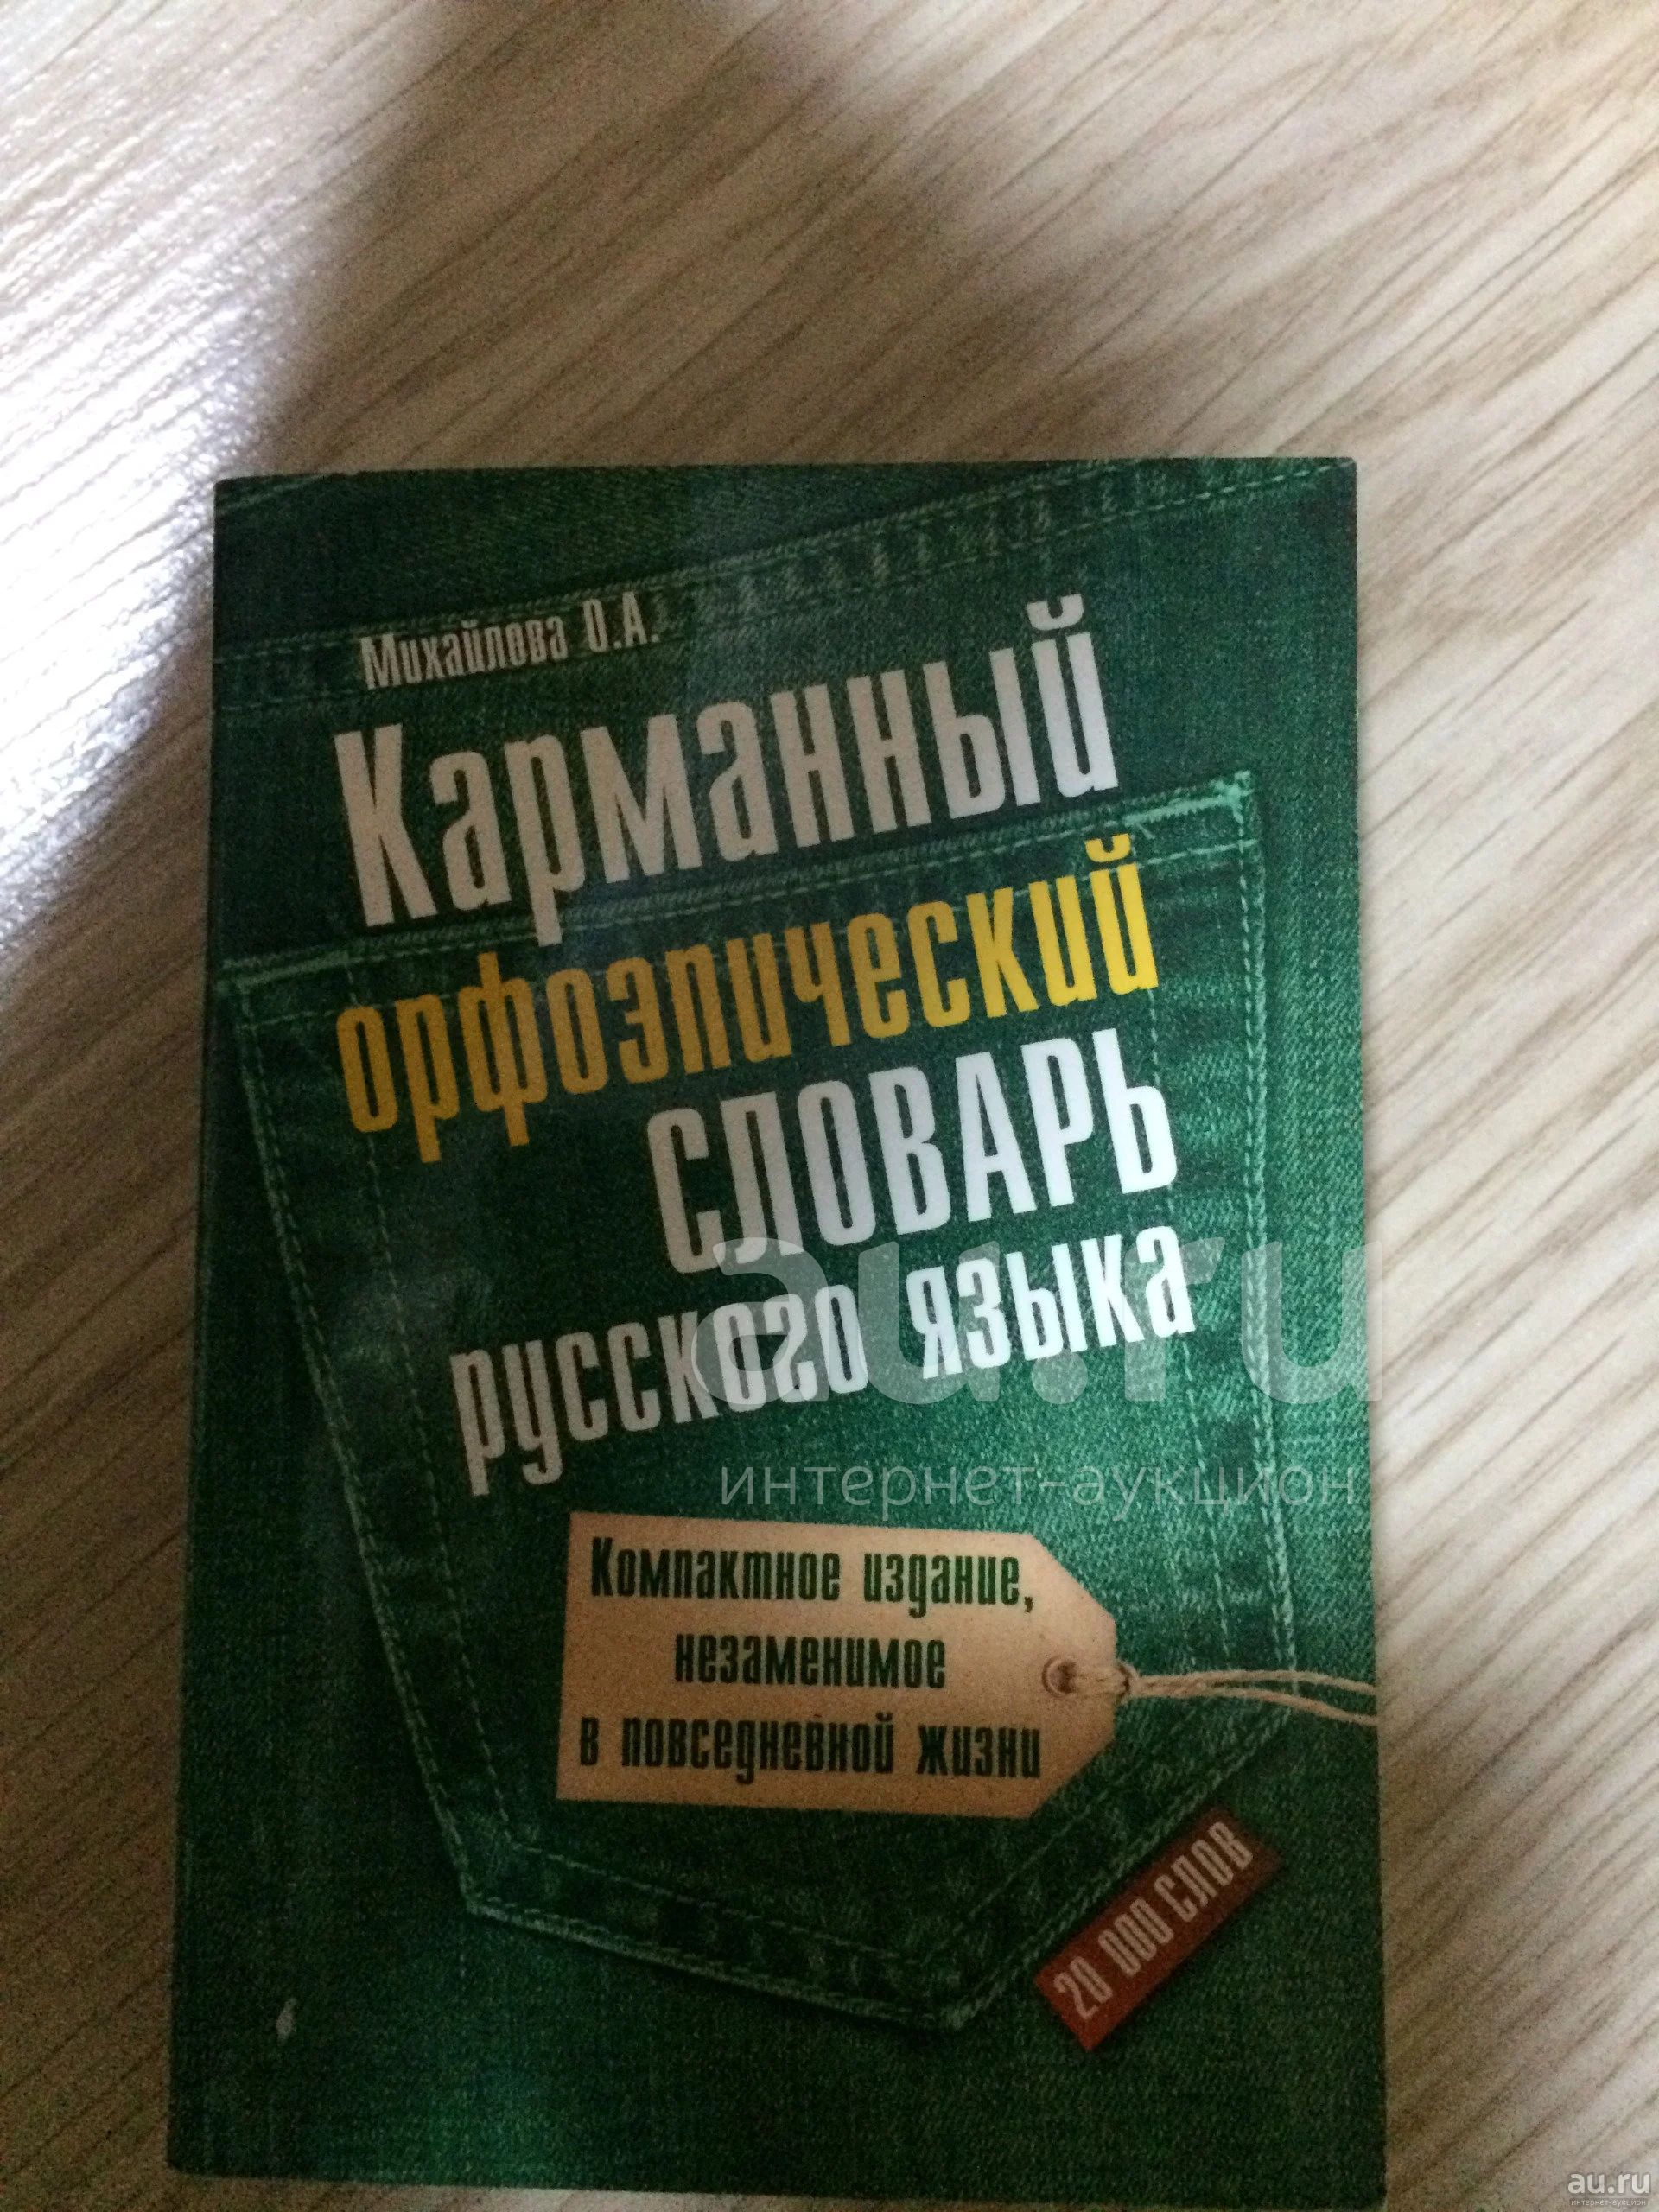 Михайлова О.А.
Карманный
орфоэпический
СЛОВАРЬ
русского языка
au.ru
интернет-аукцион
Компактное издание,
незаменимое
в повседневной жизни
20 000 СЛОВ
au.ru
интернет-аукцион